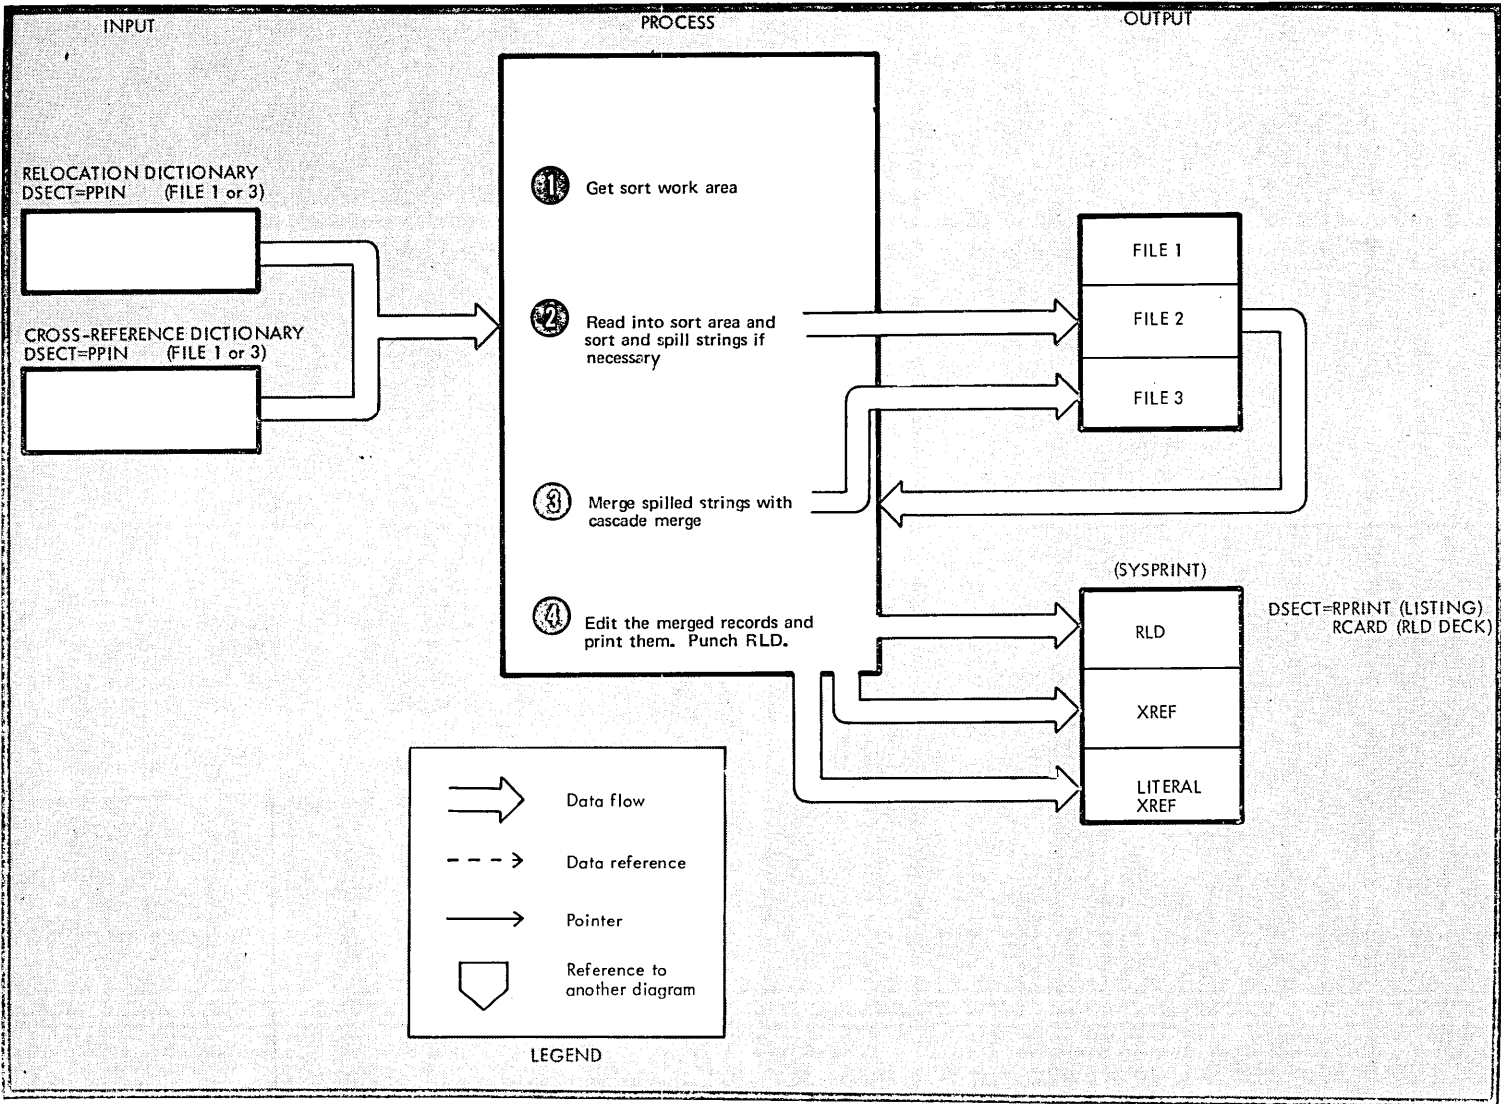 INPUT
PROCESS
OUTPUT
RELOCATION DICTIONARY
DSECT=PPIN (FILE 1 or 3)
CROSS-REFERENCE DICTIONARY
DSECT=PPIN (FILE 1 or 3)
1 Get sort work area
2 Read into sort area and
sort and spill strings if
necessary
3 Merge spilled strings with
cascade merge
4 Edit the merged records and
print them. Punch RLD.
FILE 1
FILE 2
FILE 3
(SYSPRINT)
RLD
XREF
LITERAL
XREF
DSECT=RPRINT (LISTING)
RCARD (RLD DECK)
Data flow
Data reference
Pointer
Reference to
another diagram
LEGEND